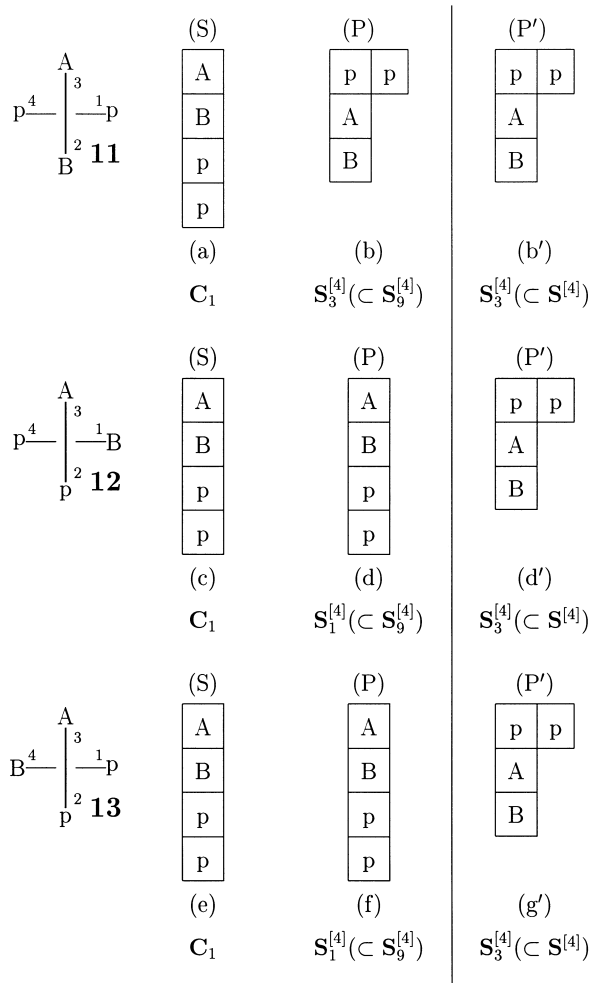 (S) (P) (P′)
A A p p p p
3
p 4 1 p B A A
2
B 11 p B B
p
(a) (b) (b′)
C₁ S₃^[4](⊂ S₉^[4]) S₃^[4](⊂ S^[4])
(S) (P) (P′)
A A A p p
3
p 4 1 B B B A
2
p 12 p p B
p p
(c) (d) (d′)
C₁ S₁^[4](⊂ S₉^[4]) S₃^[4](⊂ S^[4])
(S) (P) (P′)
A A A p p
3
B 4 1 p B B A
2
p 13 p p B
p p
(e) (f) (g′)
C₁ S₁^[4](⊂ S₉^[4]) S₃^[4](⊂ S^[4])